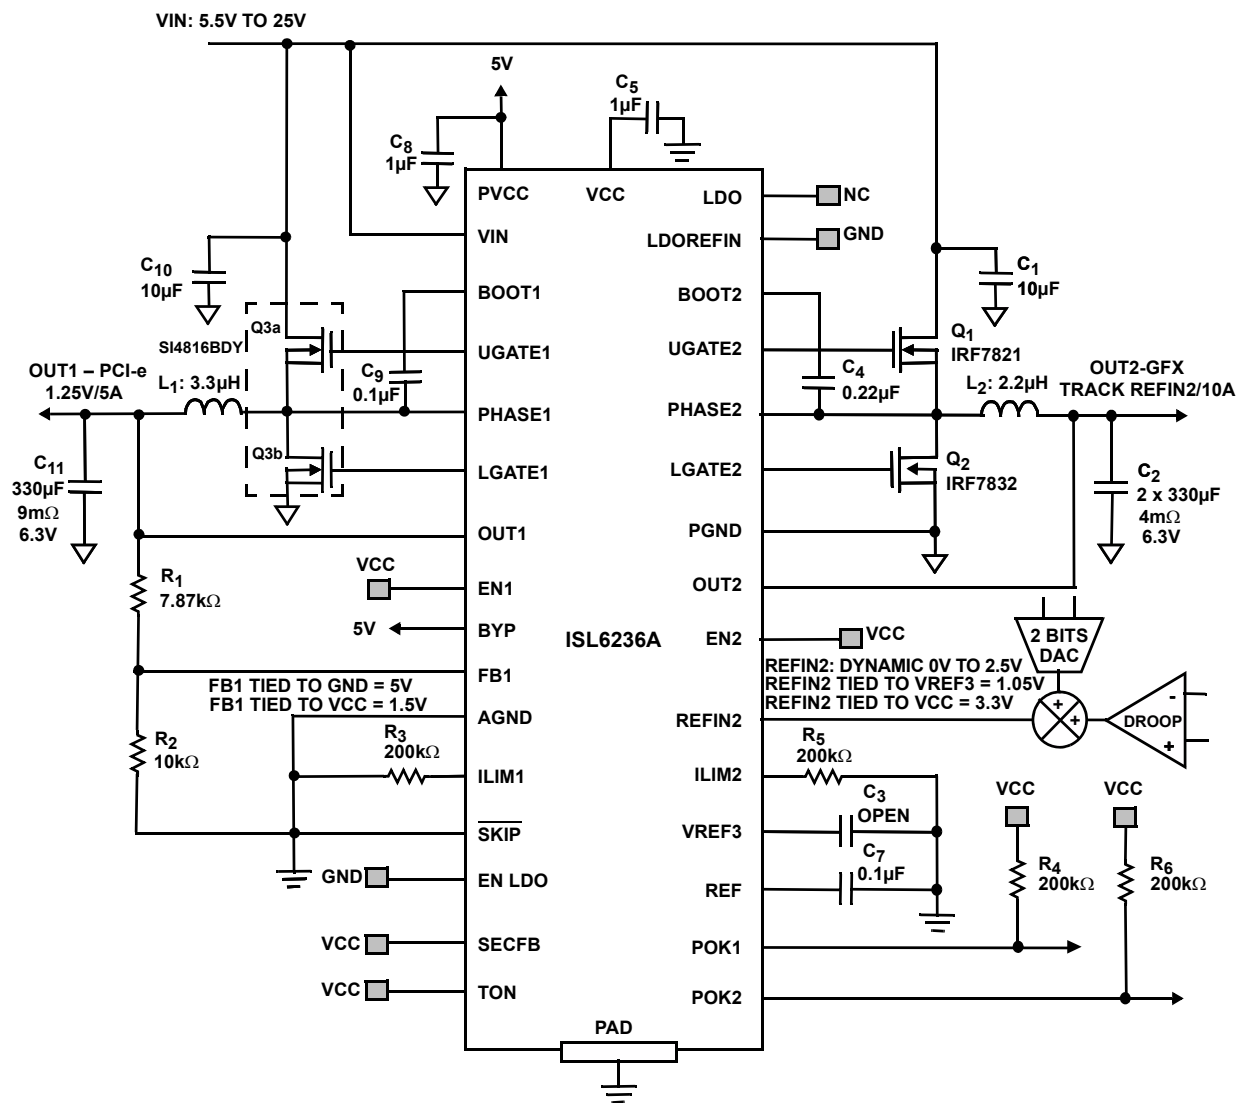 VIN: 5.5V TO 25V
5V
C5
1µF
C8
1µF
PVCC
VCC
LDO
NC
VIN
LDOREFIN
GND
C10
10µF
BOOT1
BOOT2
C1
10µF
Q3a
SI4816BDY
UGATE1
UGATE2
Q1
IRF7821
OUT1 – PCI-e
1.25V/5A
L1: 3.3µH
C9
0.1µF
C4
0.22µF
L2: 2.2µH
OUT2-GFX
TRACK REFIN2/10A
PHASE1
PHASE2
Q3b
LGATE1
LGATE2
Q2
IRF7832
C11
330µF
9mΩ
6.3V
C2
2 x 330µF
4mΩ
6.3V
OUT1
PGND
R1
7.87kΩ
VCC
EN1
OUT2
5V
BYP
ISL6236A
EN2
VCC
2 BITS
DAC
FB1
FB1 TIED TO GND = 5V
FB1 TIED TO VCC = 1.5V
REFIN2: DYNAMIC 0V TO 2.5V
REFIN2 TIED TO VREF3 = 1.05V
REFIN2 TIED TO VCC = 3.3V
AGND
REFIN2
+
+
DROOP
-
+
R2
10kΩ
R3
200kΩ
ILIM1
ILIM2
R5
200kΩ
C3
OPEN
VCC
VCC
SKIP
VREF3
C7
0.1µF
GND
EN LDO
REF
R4
200kΩ
R6
200kΩ
VCC
SECFB
POK1
VCC
TON
POK2
PAD